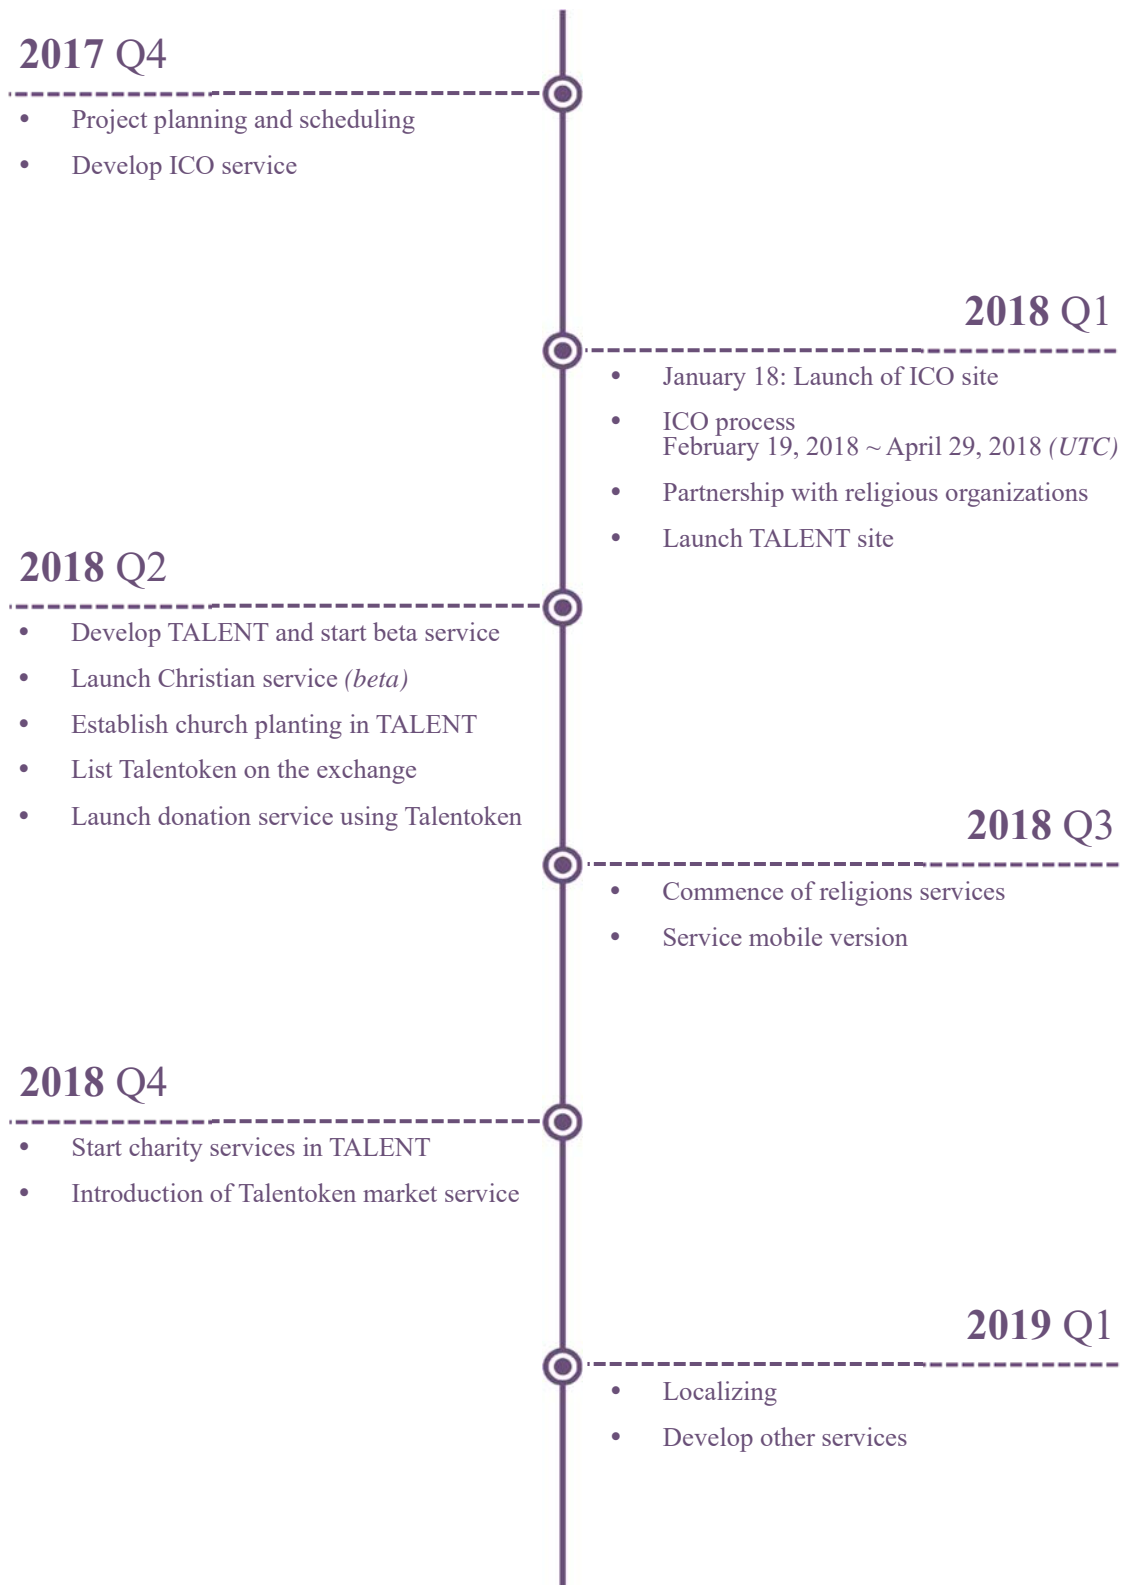 2017 Q4
• Project planning and scheduling
• Develop ICO service
2018 Q1
• January 18: Launch of ICO site
• ICO process
February 19, 2018 ~ April 29, 2018 (UTC)
• Partnership with religious organizations
• Launch TALENT site
2018 Q2
• Develop TALENT and start beta service
• Launch Christian service (beta)
• Establish church planting in TALENT
• List Talentoken on the exchange
• Launch donation service using Talentoken
2018 Q3
• Commence of religions services
• Service mobile version
2018 Q4
• Start charity services in TALENT
• Introduction of Talentoken market service
2019 Q1
• Localizing
• Develop other services